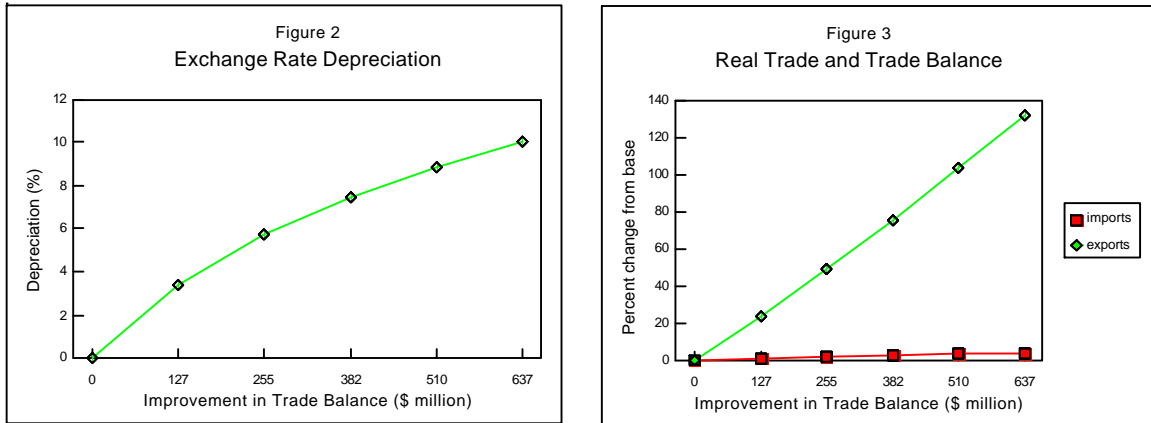 Figure 2
Exchange Rate Depreciation
Depreciation (%)
12
10
8
6
4
2
0
0 127 255 382 510 637
Improvement in Trade Balance ($ million)
Figure 3
Real Trade and Trade Balance
Percent change from base
140
120
100
80
60
40
20
0
0 127 255 382 510 637
Improvement in Trade Balance ($ million)
imports
exports